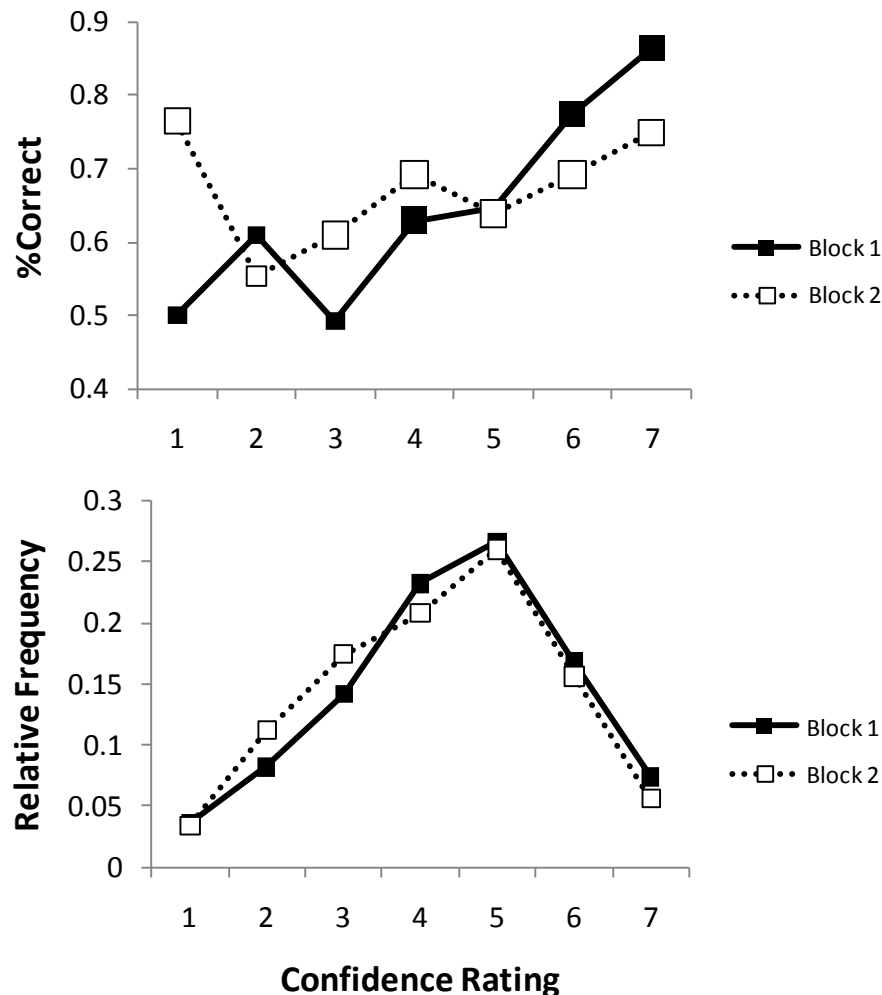 0.9
0.8
0.7
0.6
0.5
0.4
%Correct
1 2 3 4 5 6 7
Block 1
Block 2
0.3
0.25
0.2
0.15
0.1
0.05
0
Relative Frequency
1 2 3 4 5 6 7
Block 1
Block 2
Confidence Rating